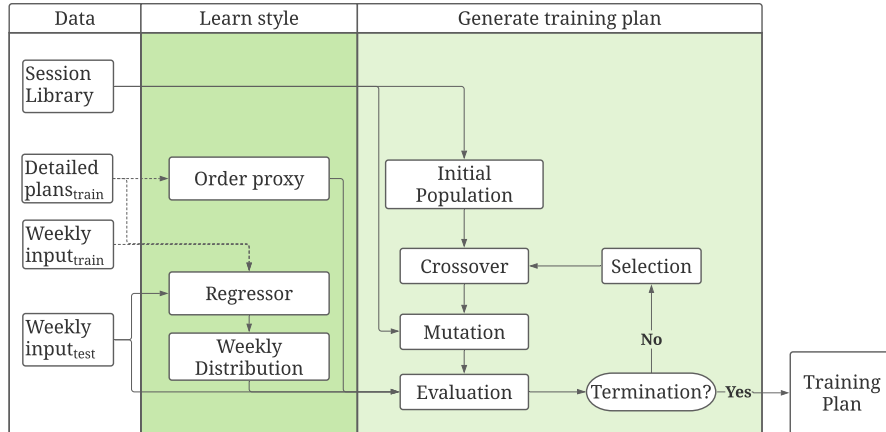 Data
Learn style
Generate training plan
Session
Library
Detailed
planstrain
Order proxy
Initial
Population
Weekly
inputtrain
Crossover
Selection
Regressor
Weekly
inputtest
Mutation
No
Weekly
Distribution
Evaluation
Termination?
Yes
Training
Plan